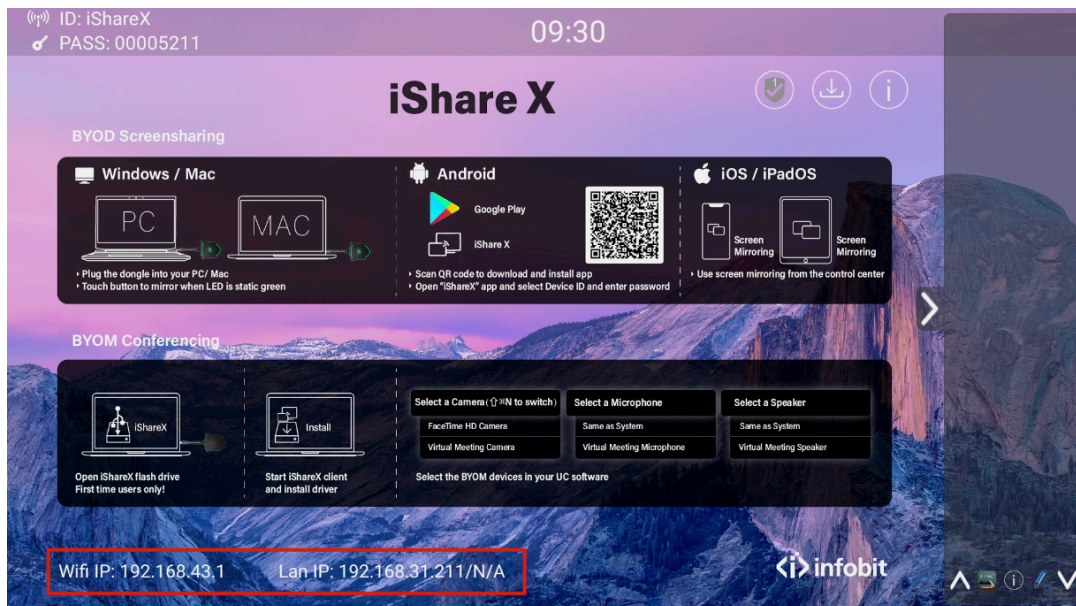 ID: iShareX
PASS: 00005211
09:30
iShare X
1
BYOD Screensharing
Windows / Mac
PC
MAC
‣ Plug the dongle into your PC/ Mac
‣ Touch button to mirror when LED is static green
Android
Google Play
iShare X
‣ Scan QR code to download and install app
‣ Open "iShareX" app and select Device ID and enter password
iOS / iPadOS
Screen
Mirroring
Screen
Mirroring
‣ Use screen mirroring from the control center
BYOM Conferencing
iShareX
Open iShareX flash drive
First time users only!
Install
Start iShareX client
and install driver
Select a Camera(⇧⌘N to switch)
FaceTime HD Camera
Virtual Meeting Camera
Select a Microphone
Same as System
Virtual Meeting Microphone
Select a Speaker
Same as System
Virtual Meeting Speaker
Select the BYOM devices in your UC software
Wifi IP: 192.168.43.1
Lan IP: 192.168.31.211/N/A
<i>infobit